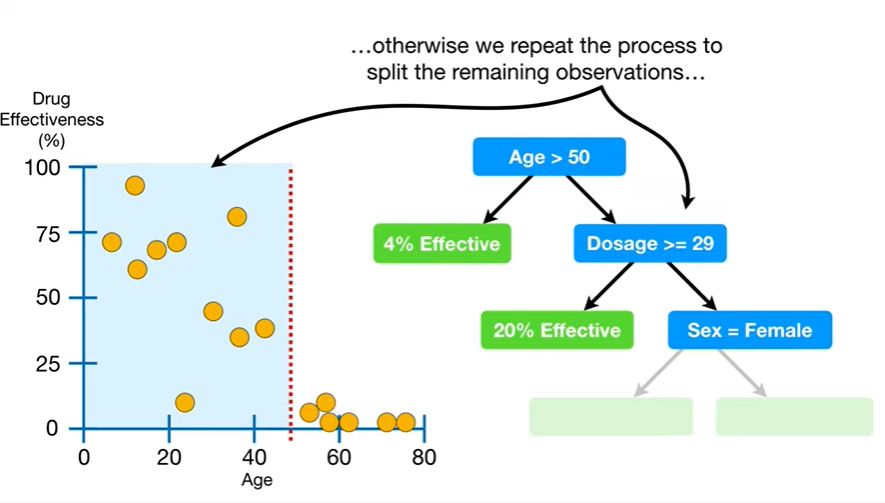 …otherwise we repeat the process to
split the remaining observations…
Drug
Effectiveness
(%)
100
75
50
25
0
0
20
40
60
80
Age
Age > 50
4% Effective
Dosage >= 29
20% Effective
Sex = Female